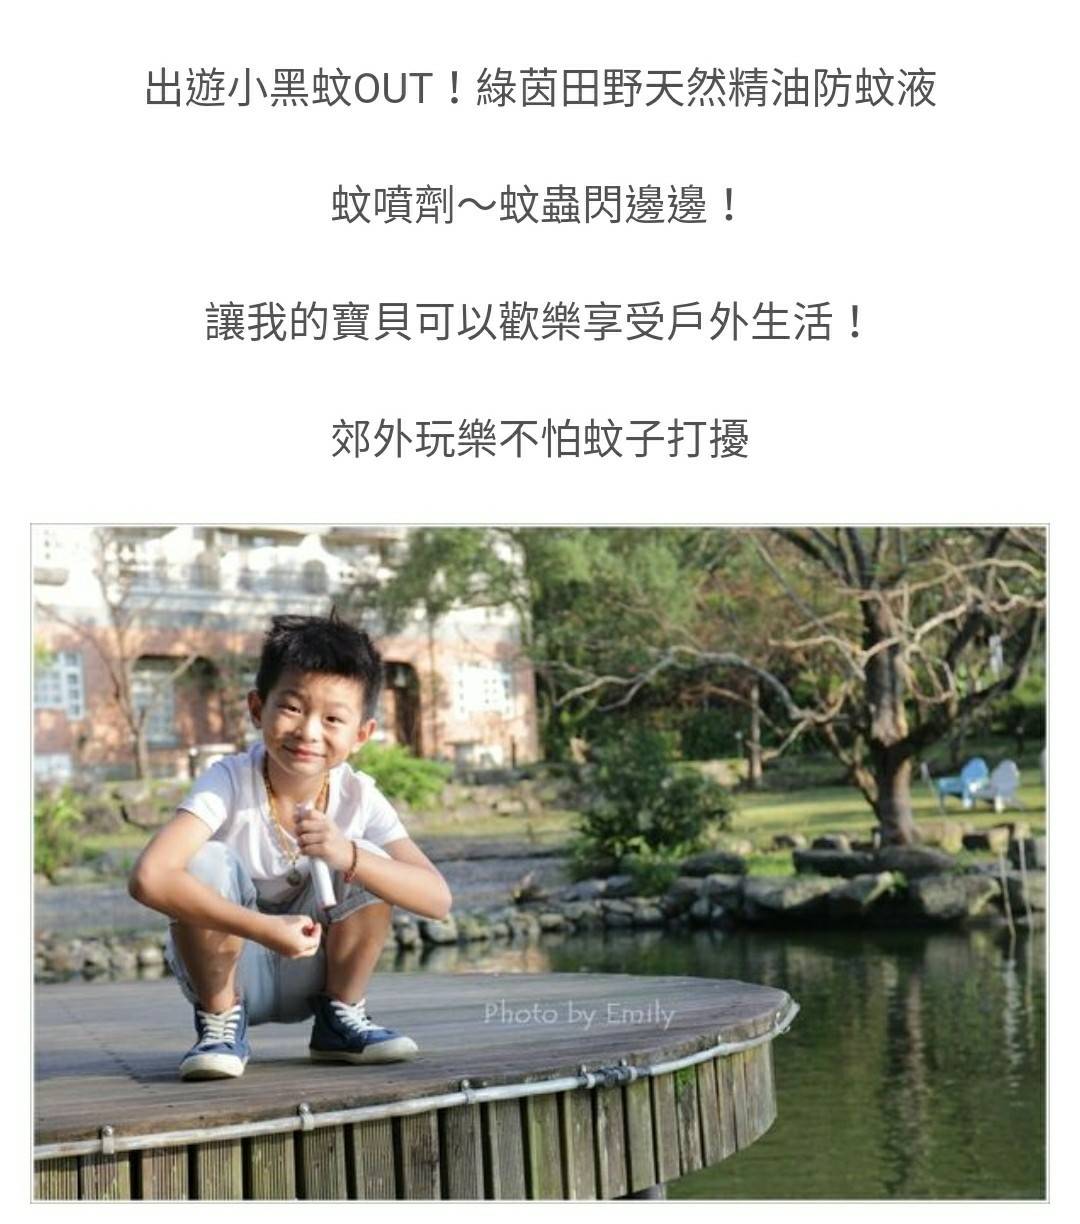 出遊小黑蚊OUT！綠茵田野天然精油防蚊液
蚊噴劑～蚊蟲閃邊邊！
讓我的寶貝可以歡樂享受戶外生活！
郊外玩樂不怕蚊子打擾
Photo by Emily